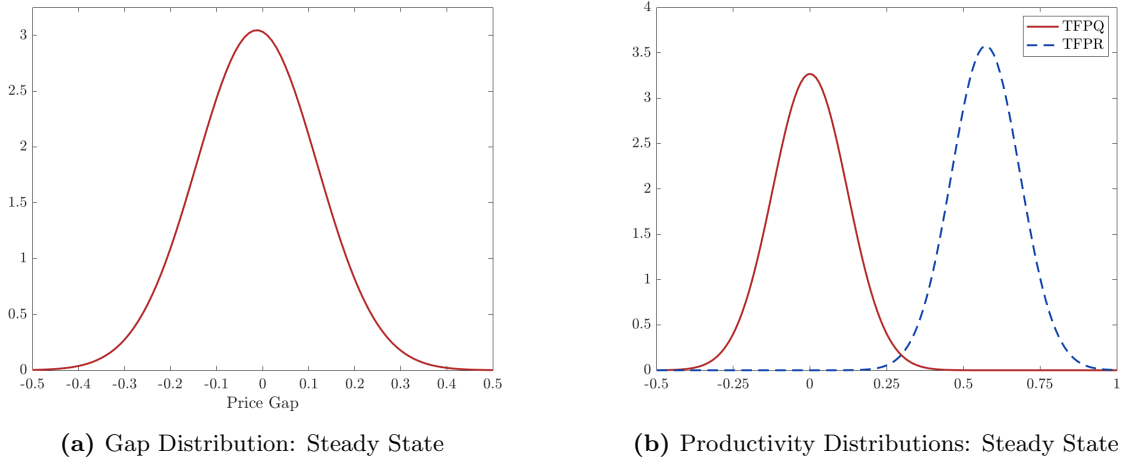 3
2.5
2
1.5
1
0.5
0
-0.5 -0.4 -0.3 -0.2 -0.1 0 0.1 0.2 0.3 0.4 0.5
Price Gap
(a) Gap Distribution: Steady State
4
3.5
3
2.5
2
1.5
1
0.5
0
TFPQ
TFPR
-0.5 -0.25 0 0.25 0.5 0.75 1
(b) Productivity Distributions: Steady State